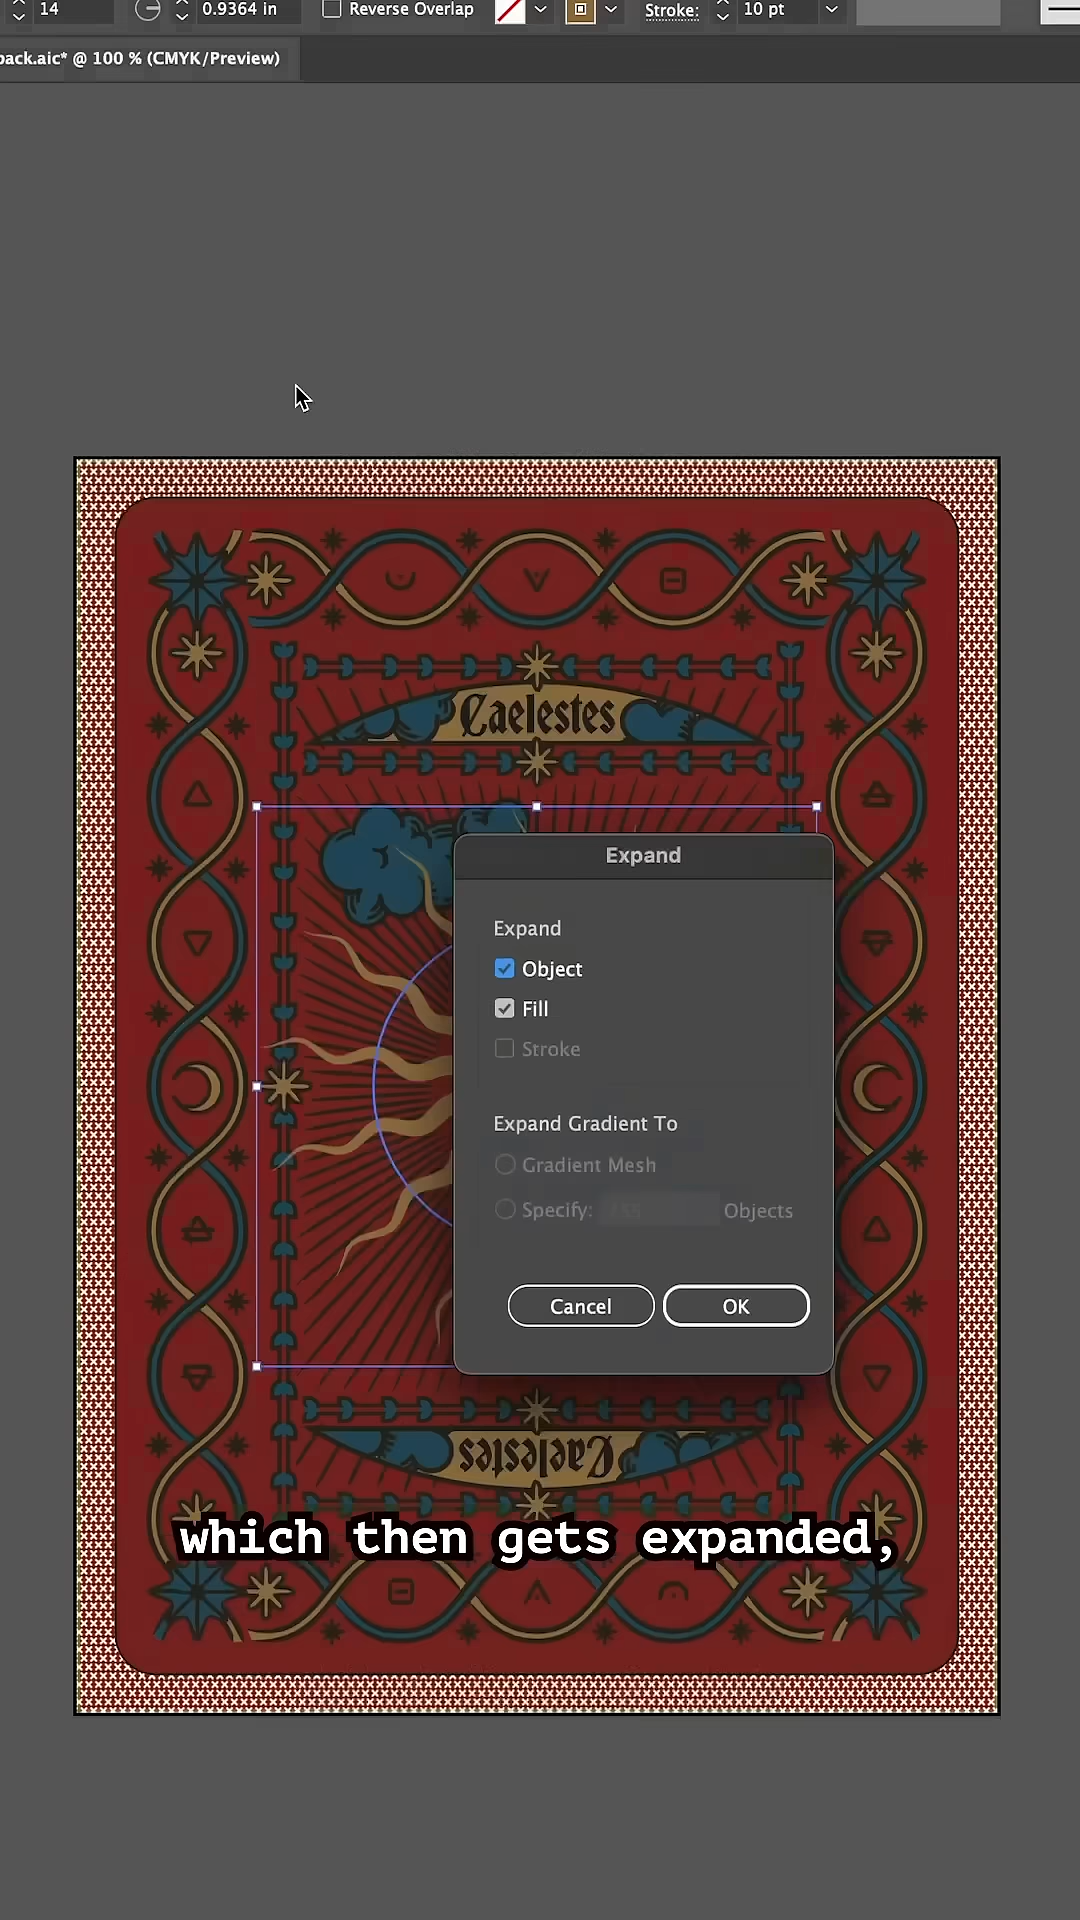 14
0.9364 in
Reverse Overlap
Stroke:
10 pt
pack.aic* @ 100 % (CMYK/Preview)
Caelestes
Expand
Expand
Object
Fill
Stroke
Expand Gradient To
Gradient Mesh
Specify:
Objects
Cancel
OK
Caelestes
which then gets expanded,